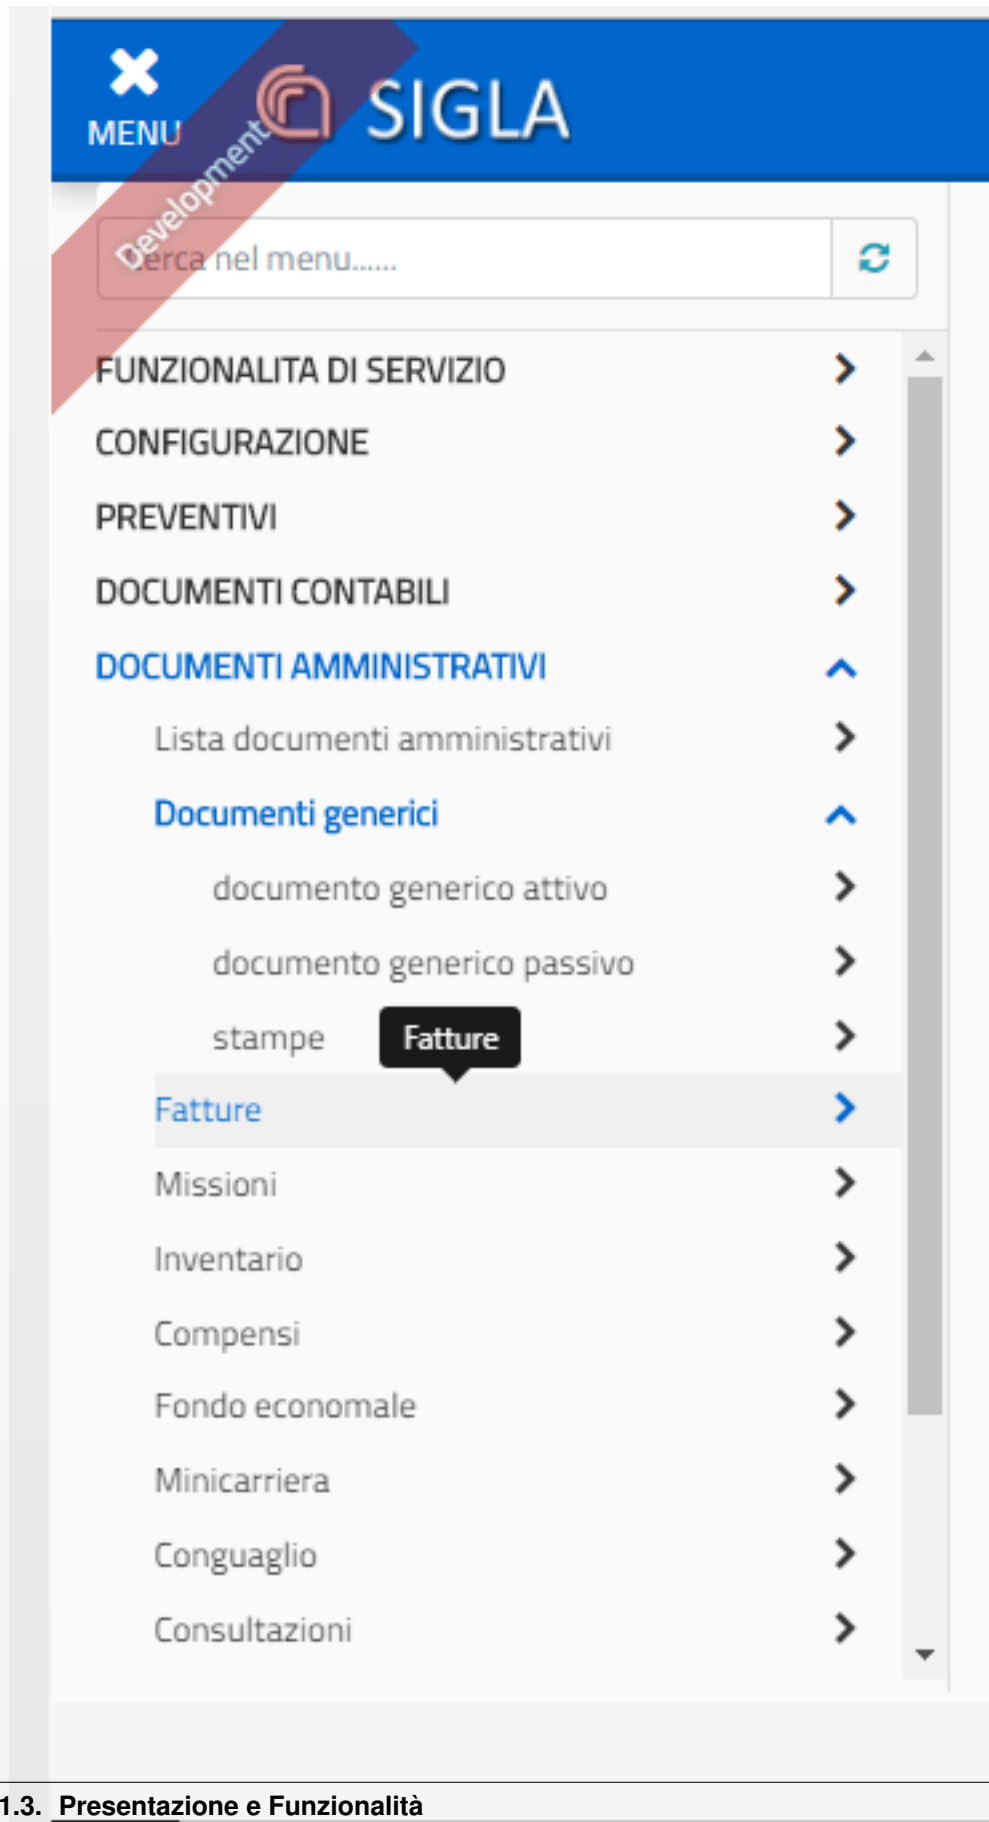 MENU
SIGLA
Development
Cerca nel menu......
FUNZIONALITA DI SERVIZIO
CONFIGURAZIONE
PREVENTIVI
DOCUMENTI CONTABILI
DOCUMENTI AMMINISTRATIVI
Lista documenti amministrativi
Documenti generici
documento generico attivo
documento generico passivo
stampe
Fatture
Fatture
Missioni
Inventario
Compensi
Fondo economale
Minicarriera
Conguaglio
Consultazioni
1.3. Presentazione e Funzionalità